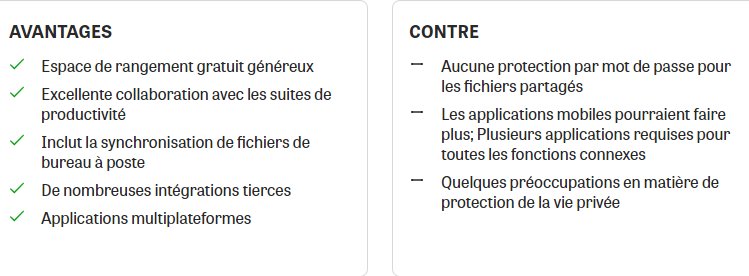 AVANTAGES
Espace de rangement gratuit généreux
Excellente collaboration avec les suites de
productivité
Inclut la synchronisation de fichiers de
bureau à poste
De nombreuses intégrations tierces
Applications multiplateformes
CONTRE
Aucune protection par mot de passe pour
les fichiers partagés
Les applications mobiles pourraient faire
plus; Plusieurs applications requises pour
toutes les fonctions connexes
Quelques préoccupations en matière de
protection de la vie privée